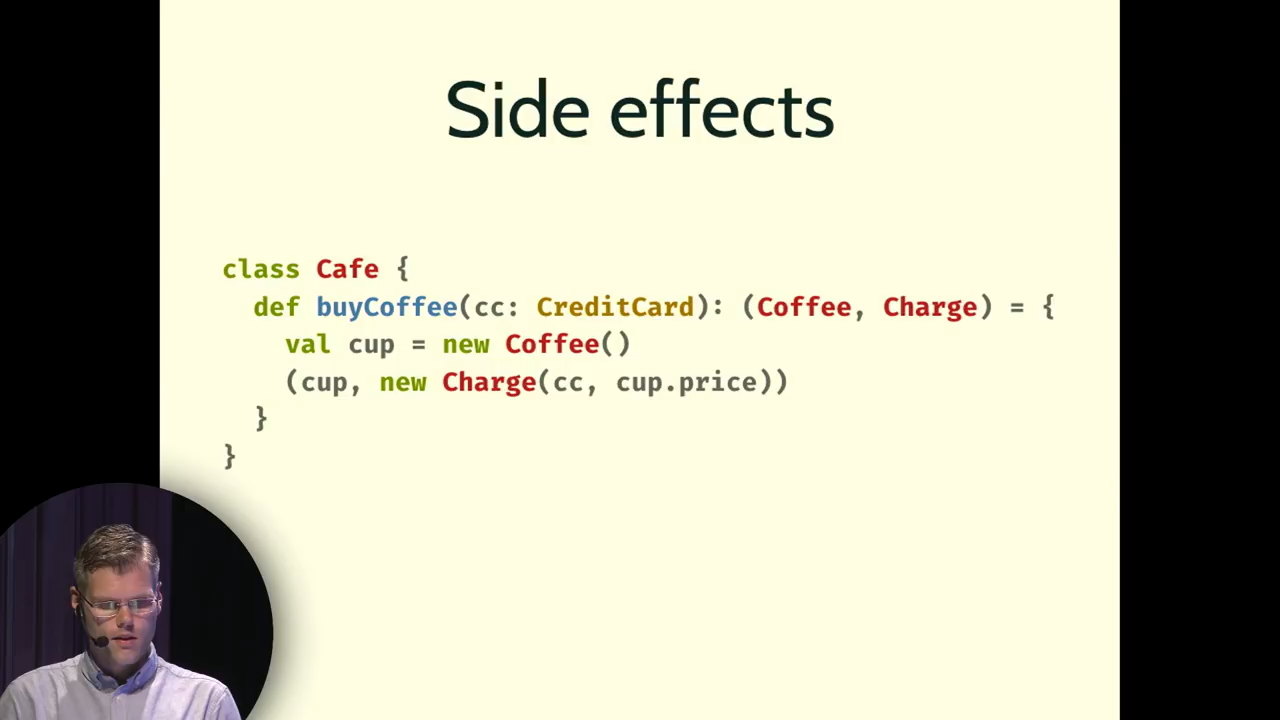 Side effects
class Cafe {
  def buyCoffee(cc: CreditCard): (Coffee, Charge) = {
    val cup = new Coffee()
    (cup, new Charge(cc, cup.price))
  }
}